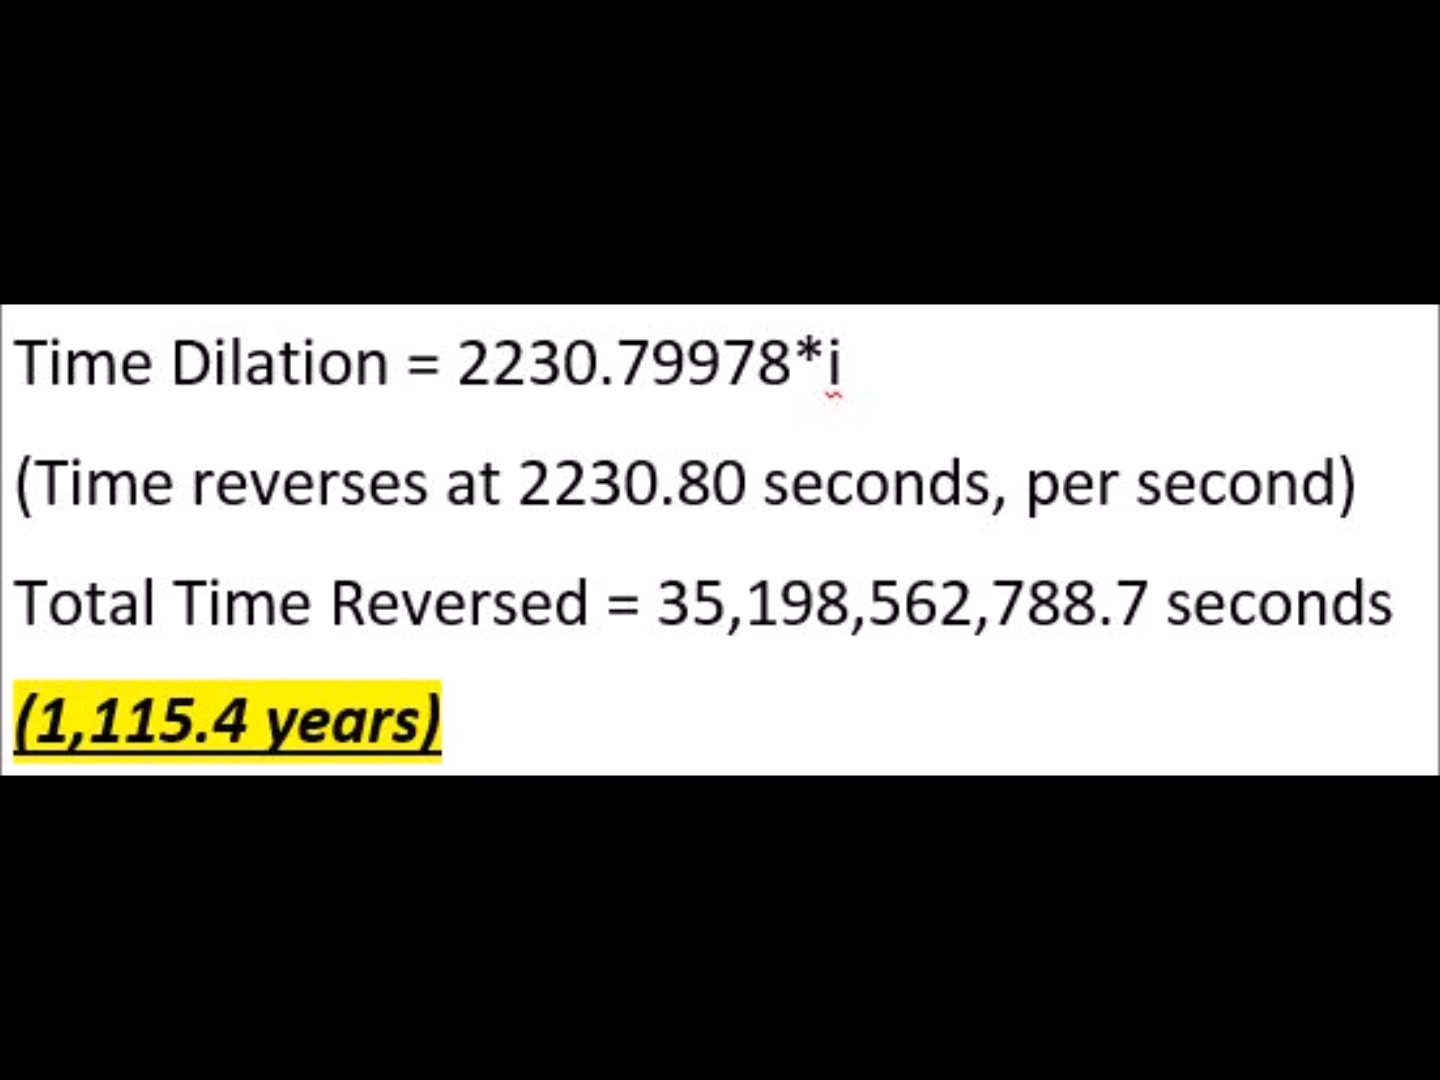 Time Dilation = 2230.79978*i
(Time reverses at 2230.80 seconds, per second)
Total Time Reversed = 35,198,562,788.7 seconds
(1,115.4 years)